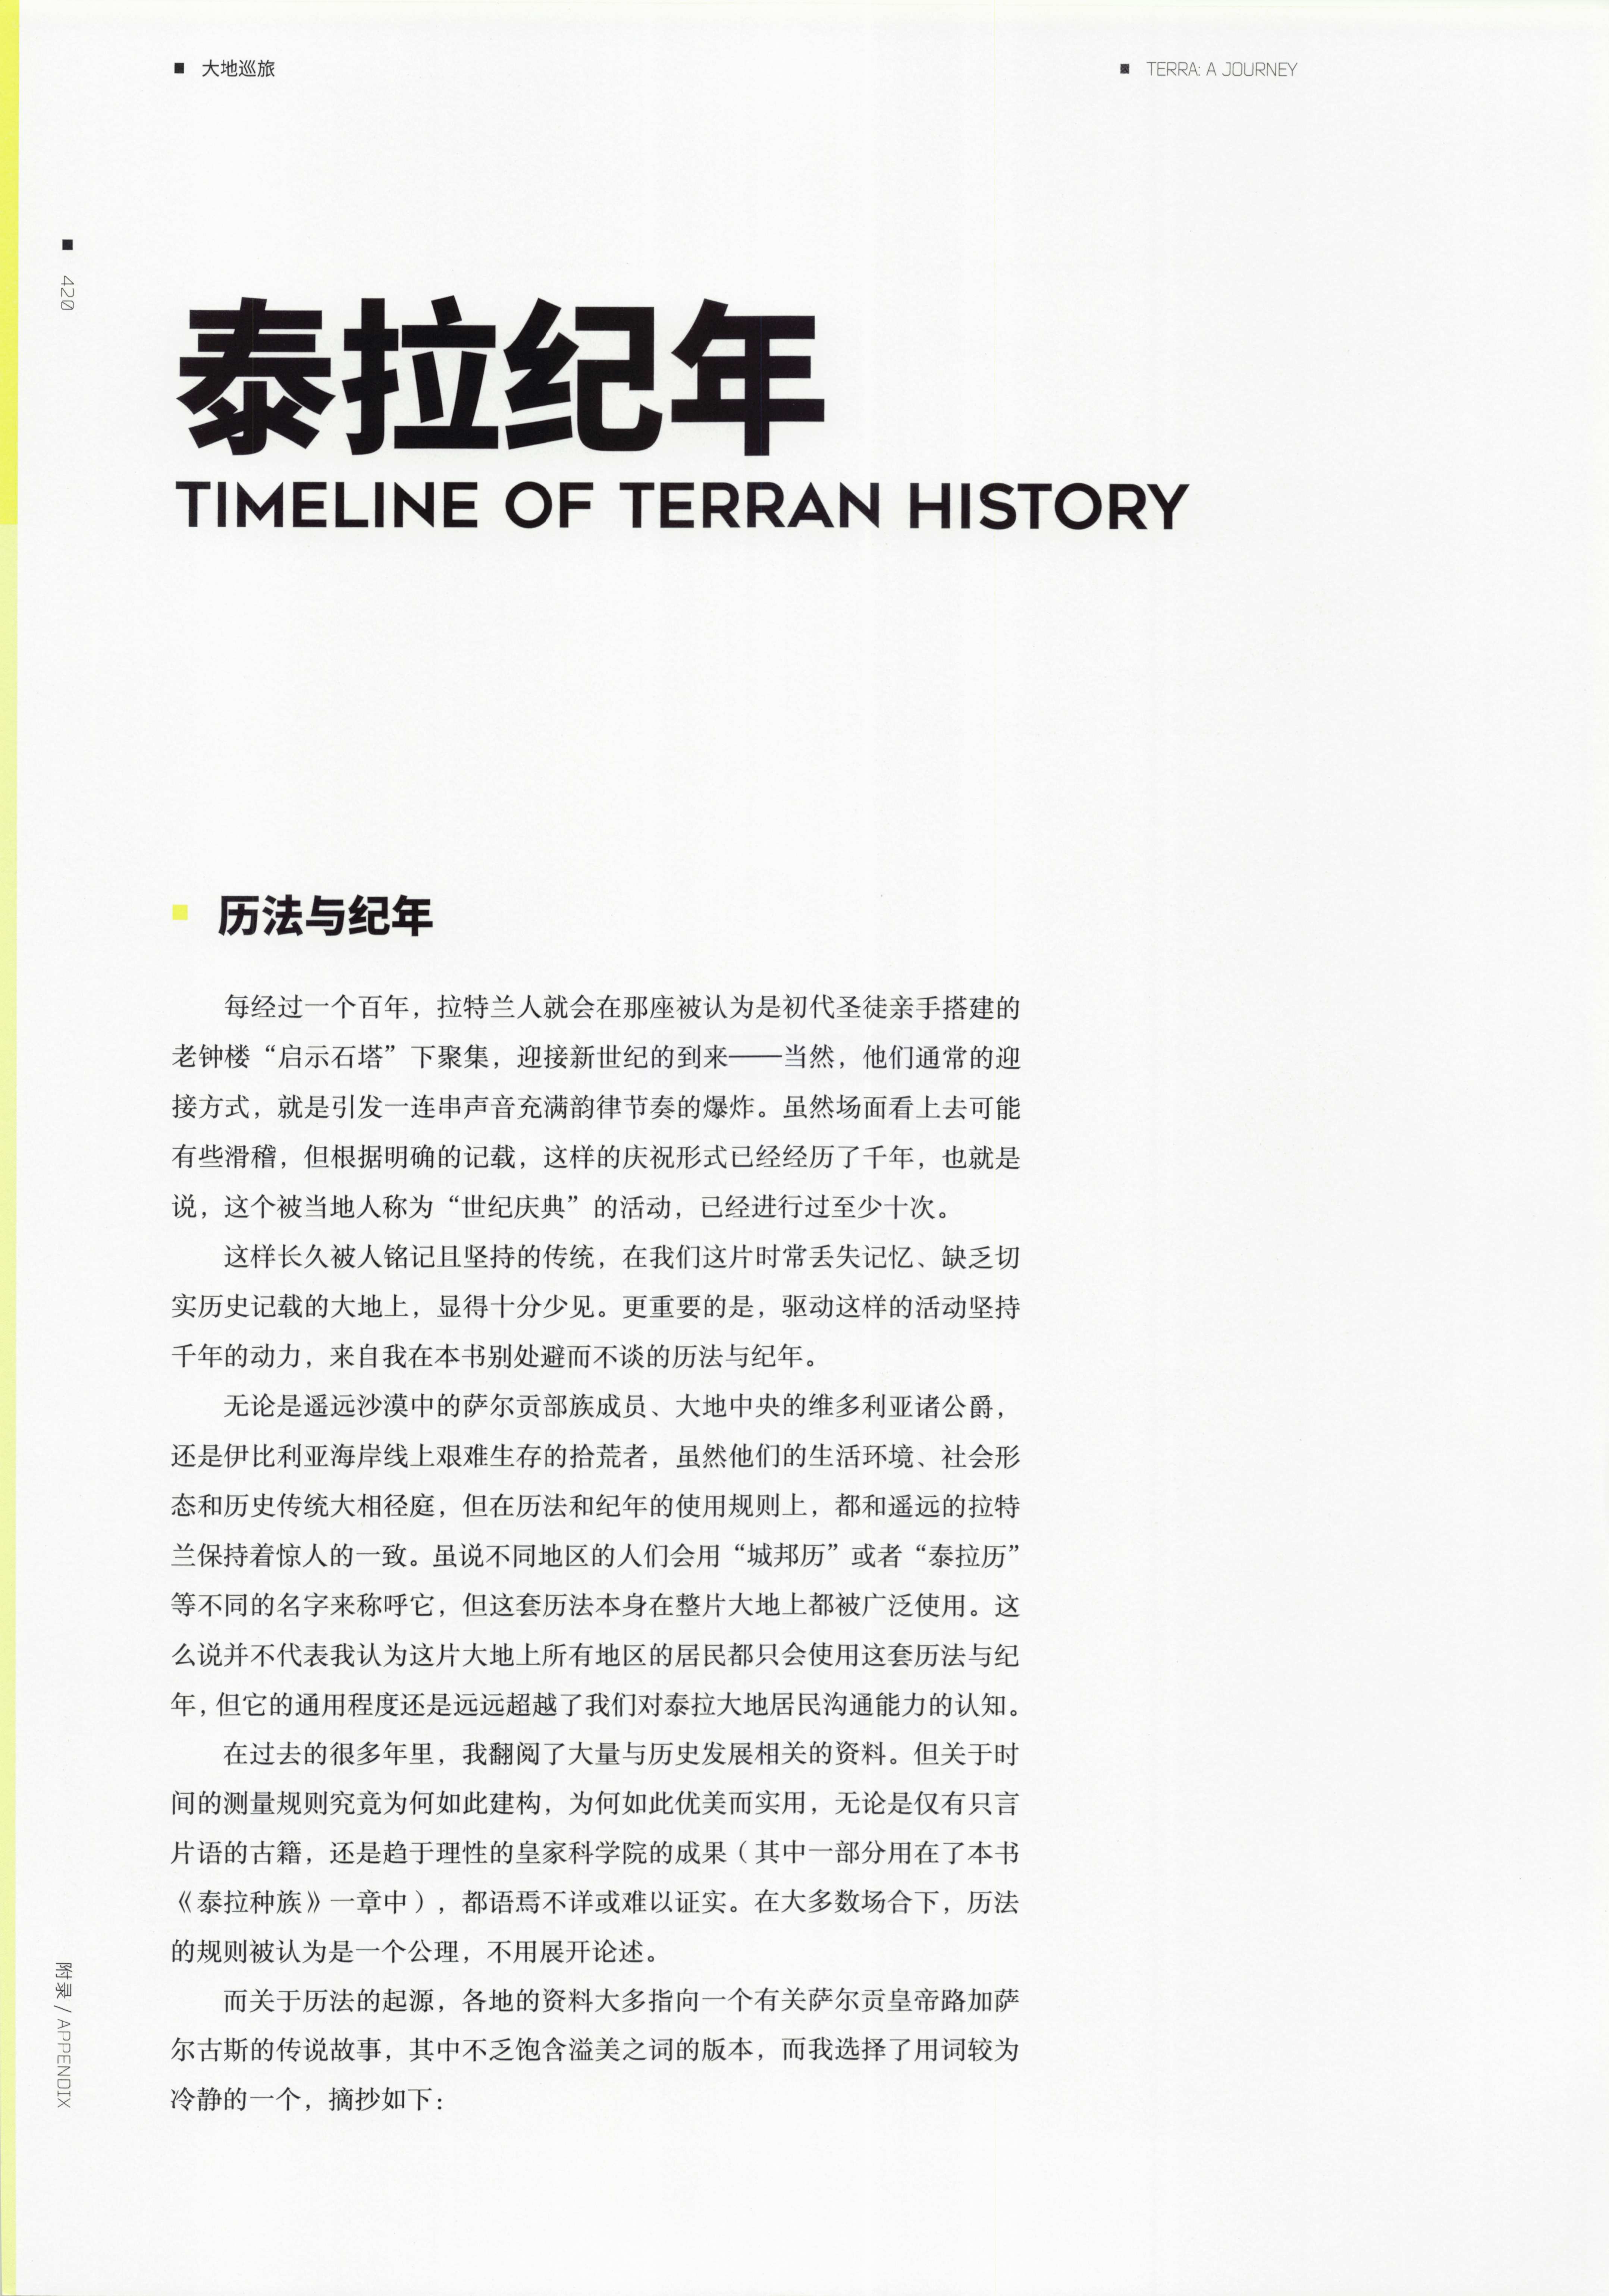 大地巡旅
TERRA: A JOURNEY
420
泰拉纪年
TIMELINE OF TERRAN HISTORY
历法与纪年
每经过一个百年，拉特兰人就会在那座被认为是初代圣徒亲手搭建的
老钟楼“启示石塔”下聚集，迎接新世纪的到来——当然，他们通常的迎
接方式，就是引发一连串声音充满韵律节奏的爆炸。虽然场面看上去可能
有些滑稽，但根据明确的记载，这样的庆祝形式已经经历了千年，也就是
说，这个被当地人称为“世纪庆典”的活动，已经进行过至少十次。
这样长久被人铭记且坚持的传统，在我们这片时常丢失记忆、缺乏切
实历史记载的大地上，显得十分少见。更重要的是，驱动这样的活动坚持
千年的动力，来自我在本书别处避而不谈的历法与纪年。
无论是遥远沙漠中的萨尔贡部族成员、大地中央的维多利亚诸公爵，
还是伊比利亚海岸线上艰难生存的拾荒者，虽然他们的生活环境、社会形
态和历史传统大相径庭，但在历法和纪年的使用规则上，都和遥远的拉特
兰保持着惊人的一致。虽说不同地区的人们会用“城邦历”或者“泰拉历”
等不同的名字来称呼它，但这套历法本身在整片大地上都被广泛使用。这
么说并不代表我认为这片大地上所有地区的居民都只会使用这套历法与纪
年，但它的通用程度还是远远超越了我们对泰拉大地居民沟通能力的认知。
在过去的很多年里，我翻阅了大量与历史发展相关的资料。但关于时
间的测量规则究竟为何如此建构，为何如此优美而实用，无论是仅有只言
片语的古籍，还是趋于理性的皇家科学院的成果（其中一部分用在了本书
《泰拉种族》一章中），都语焉不详或难以证实。在大多数场合下，历法
的规则被认为是一个公理，不用展开论述。
而关于历法的起源，各地的资料大多指向一个有关萨尔贡皇帝路加萨
尔古斯的传说故事，其中不乏饱含溢美之词的版本，而我选择了用词较为
冷静的一个，摘抄如下：
附录 / APPENDIX